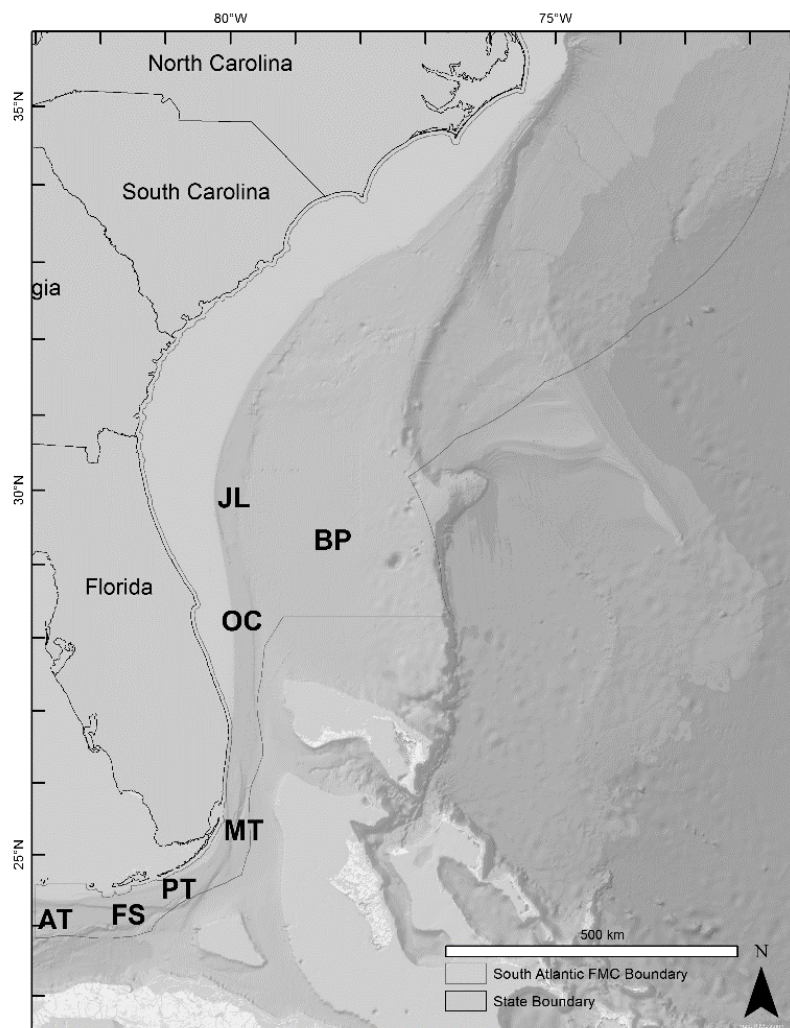 80°W
75°W
North Carolina
35°N
South Carolina
gia
30°N
JL
BP
Florida
OC
25°N
MT
PT
AT
FS
500 km
N
South Atlantic FMC Boundary
State Boundary